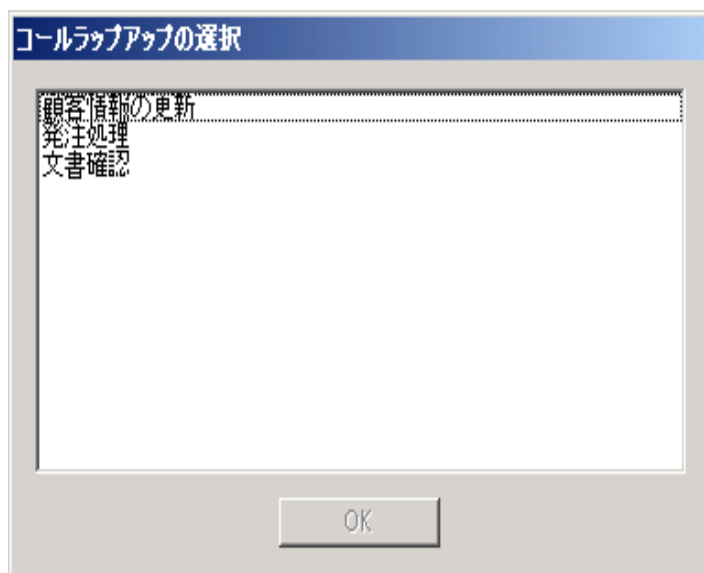 コールラップアップの選択
顧客情報の更新
発注処理
文書確認
OK